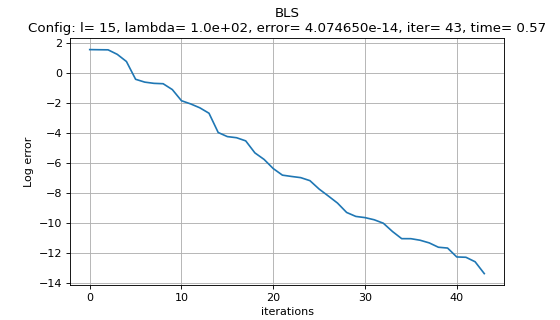 BLS
Config: l= 15, lambda= 1.0e+02, error= 4.074650e-14, iter= 43, time= 0.57
2
0
−2
−4
−6
−8
−10
−12
−14
Log error
0 10 20 30 40
iterations